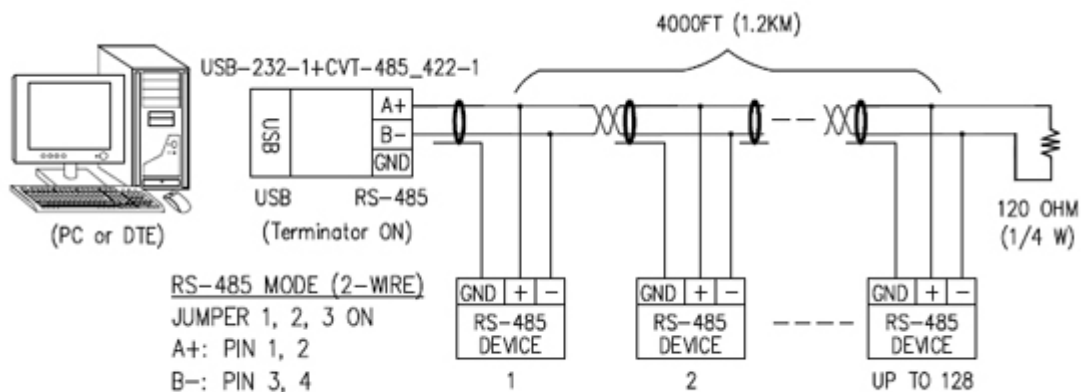 4000FT (1.2KM)
USB-232-1+CVT-485_422-1
USB
A+
B-
GND
USB RS-485
(PC or DTE)
(Terminator ON)
120 OHM
(1/4 W)
RS-485 MODE (2-WIRE)
JUMPER 1, 2, 3 ON
A+: PIN 1, 2
B-: PIN 3, 4
GND + -
RS-485
DEVICE
1
GND + -
RS-485
DEVICE
2
GND + -
RS-485
DEVICE
UP TO 128